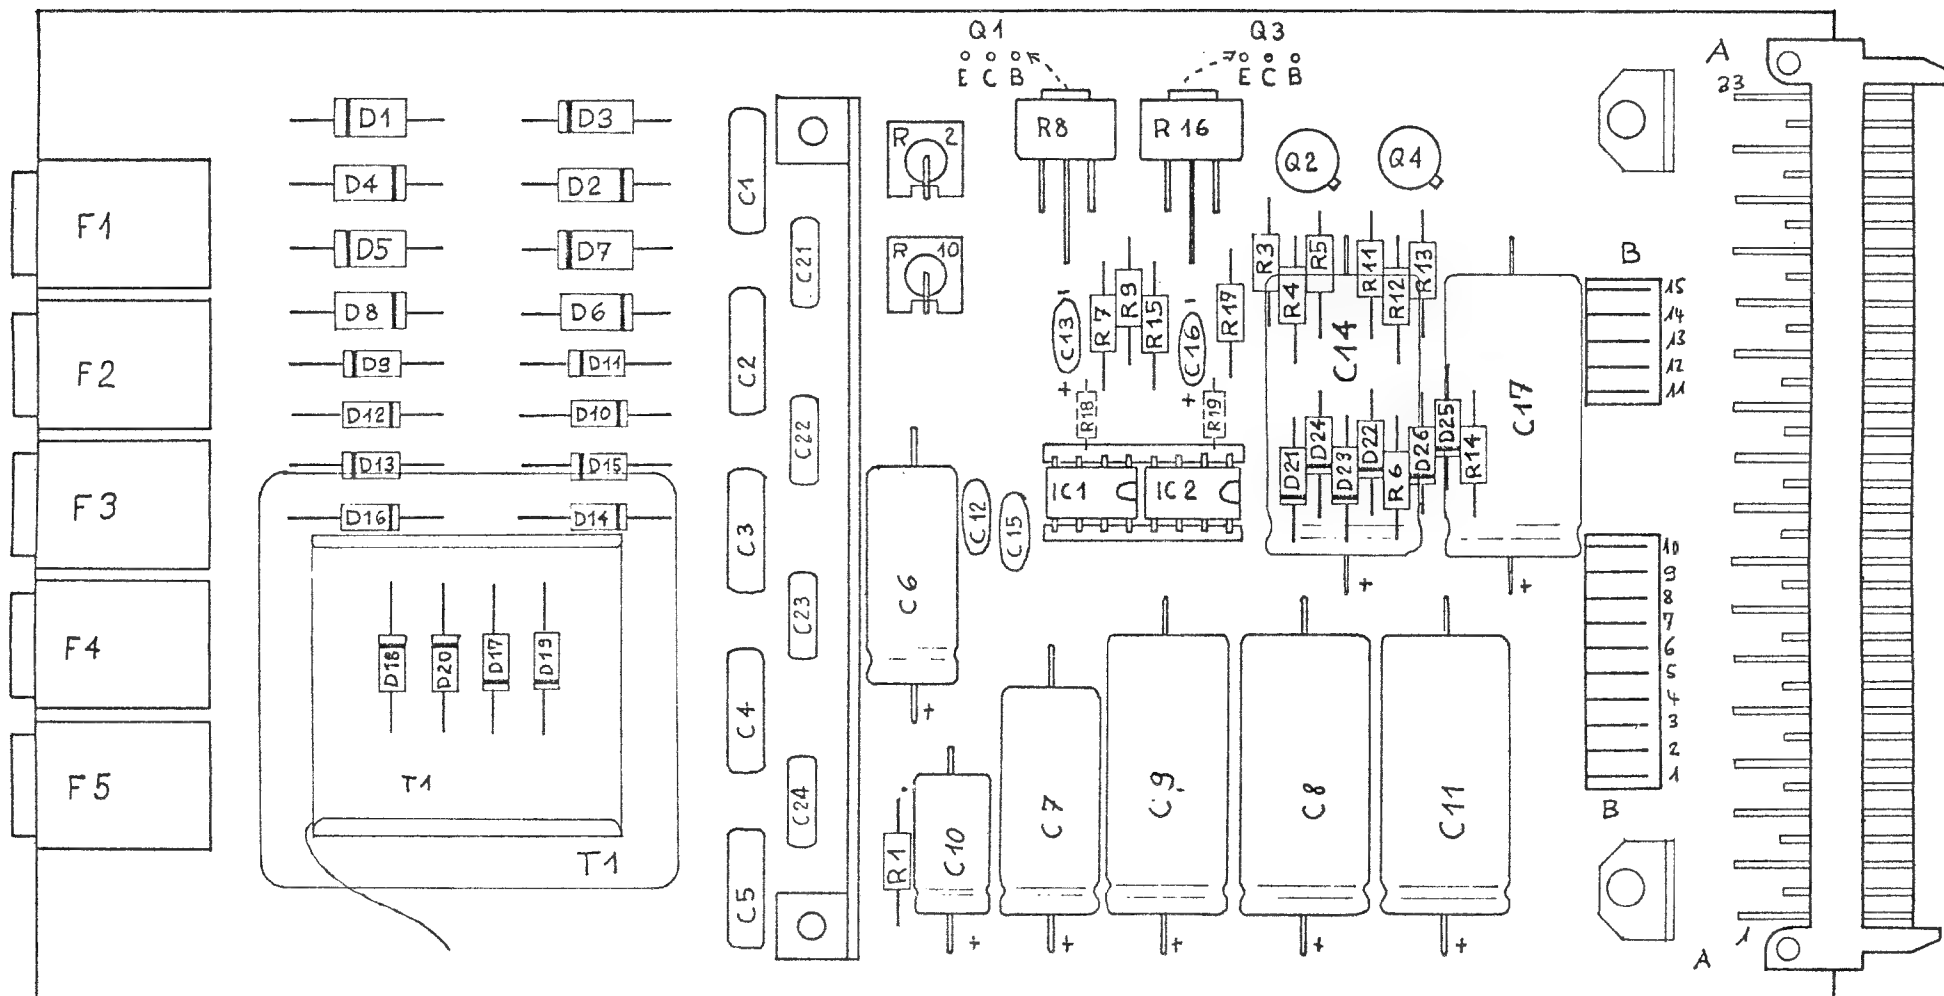 Q1
Q3
E C B
E C B
A
33
D1
D3
R8
R 16
R 2
Q2
Q4
D4
D2
C1
F1
D5
D7
C21
R 10
R3
R5
R11
R13
B
D8
D6
R4
R12
15
14
13
12
11
C13
-
+
R7
R9
R15
C16
-
+
R17
C14
C17
F2
D9
D11
C2
D12
D10
C22
R18
R19
D13
D15
D21
D24
D23
D22
R6
D26
D25
R14
F3
IC1
IC2
D16
D14
C3
C12
C15
10
9
8
7
6
5
4
3
2
1
+
+
C6
+
F4
D18
D20
D17
D19
C23
C4
F5
T1
T1
C24
C5
R1
C10
C7
C9
C8
C11
+
+
+
+
+
B
1
A